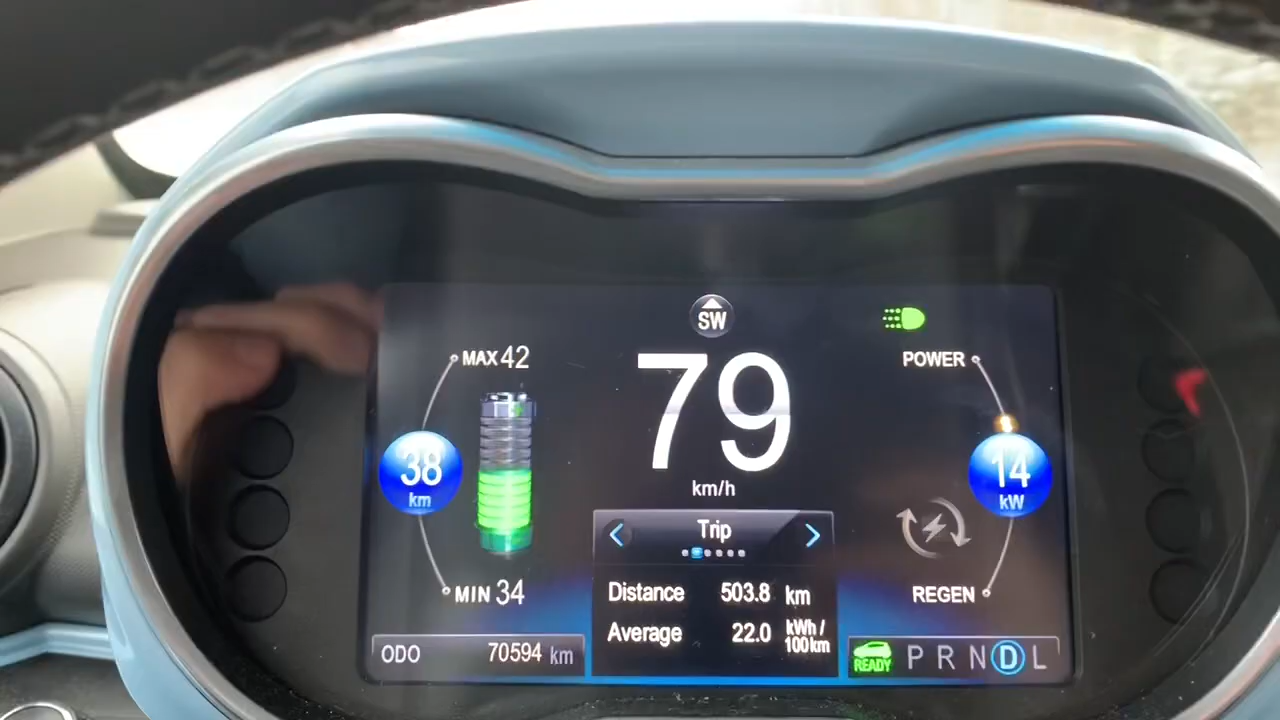 SW
MAX 42
POWER
79
38
km
14
kW
km/h
Trip
MIN 34
Distance 503.8 km
REGEN
Average 22.0 kWh / 100km
ODO 70594 km
READY P R N D L